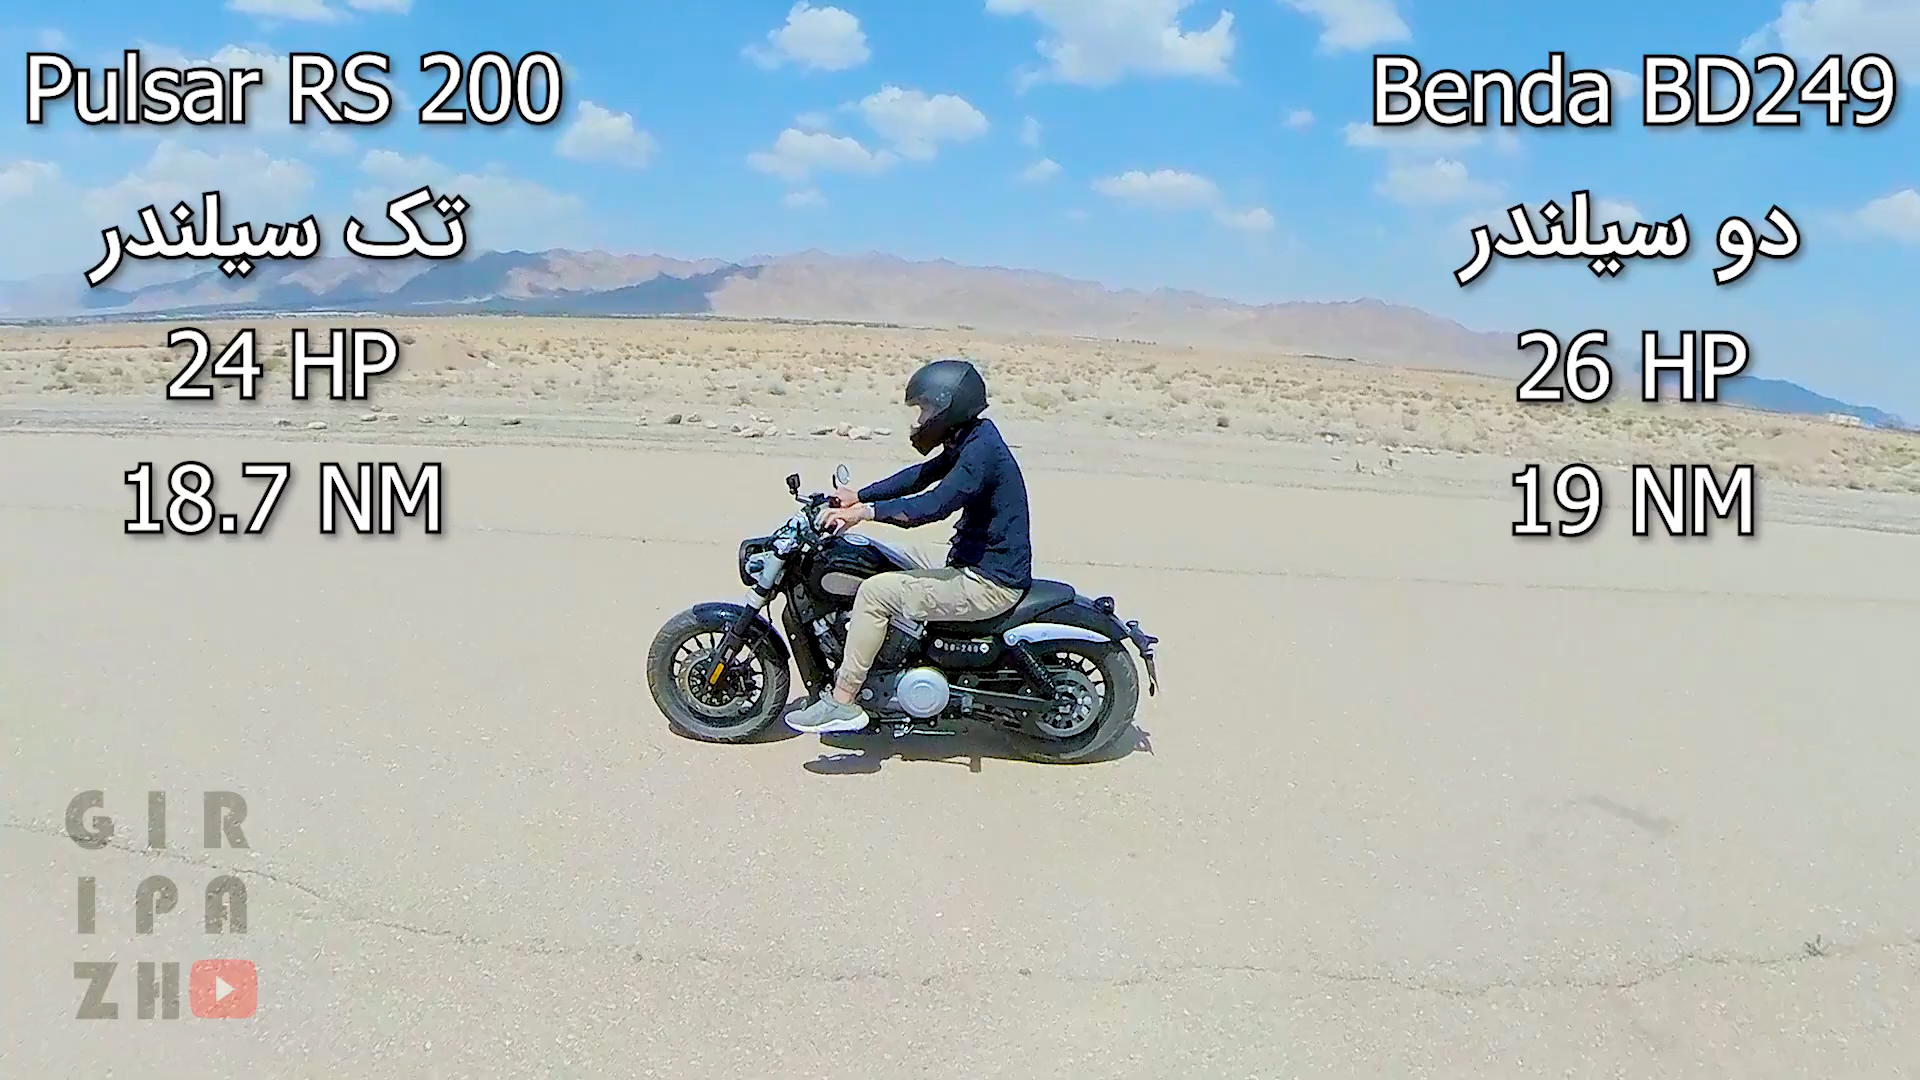 Pulsar RS 200
تک سیلندر
24 HP
18.7 NM
Benda BD249
دو سیلندر
26 HP
19 NM
GIR
IPA
ZH